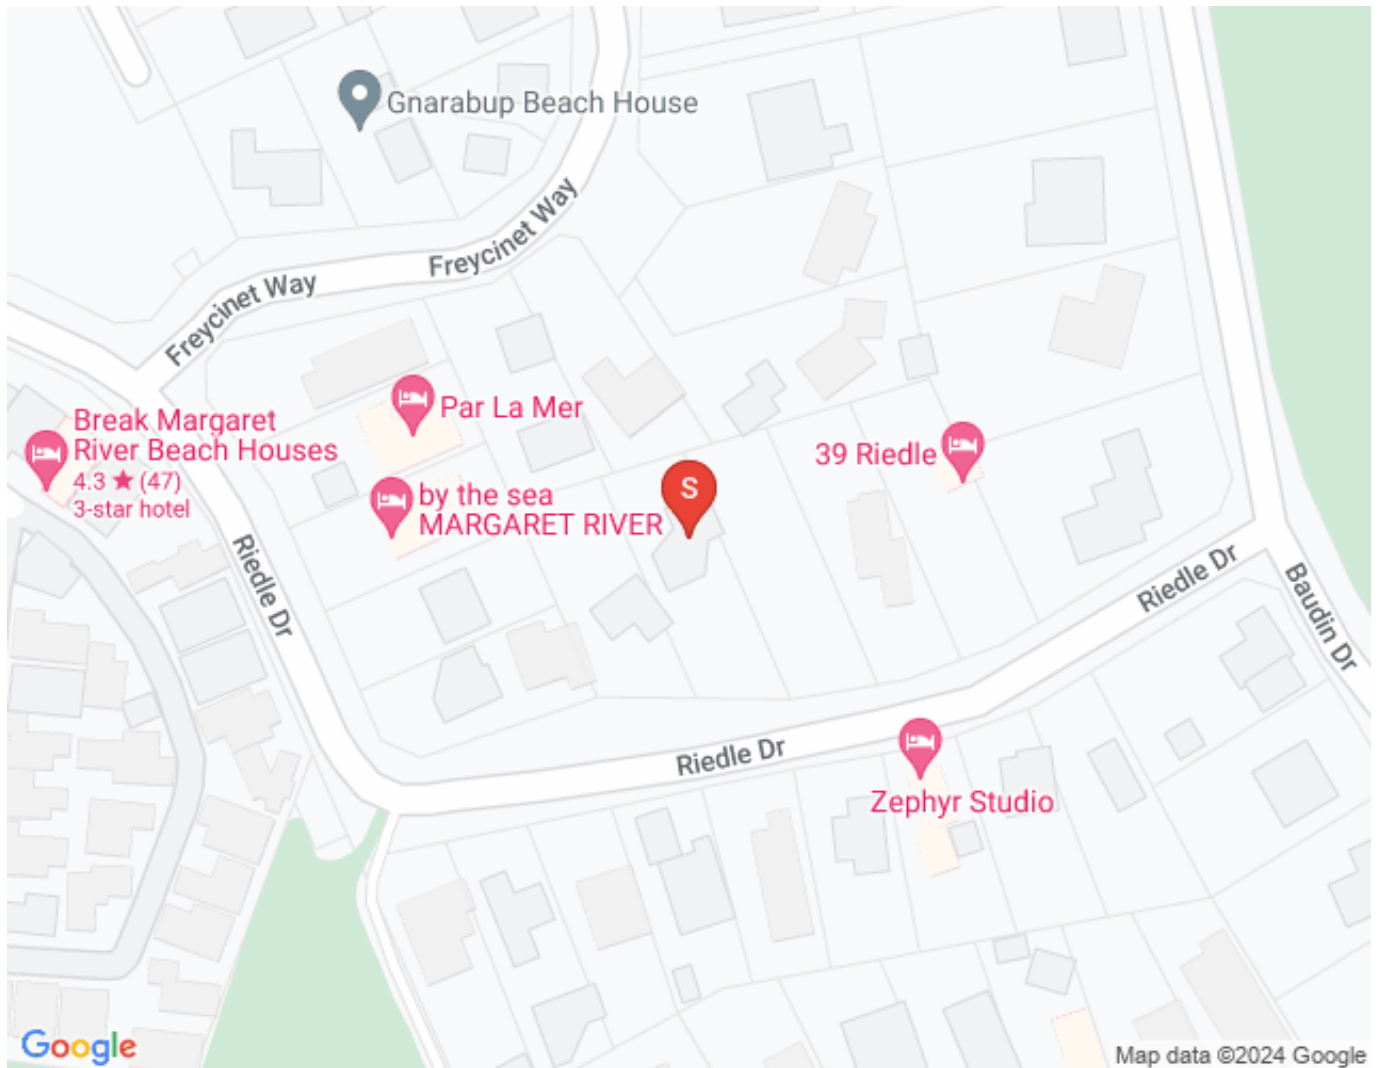 Gnarabup Beach House
Freycinet Way
Freycinet Way
Break Margaret
River Beach Houses
4.3 ★ (47)
3-star hotel
Par La Mer
by the sea
MARGARET RIVER
S
39 Riedle
Riedle Dr
Riedle Dr
Baudin Dr
Riedle Dr
Zephyr Studio
Google
Map data ©2024 Google